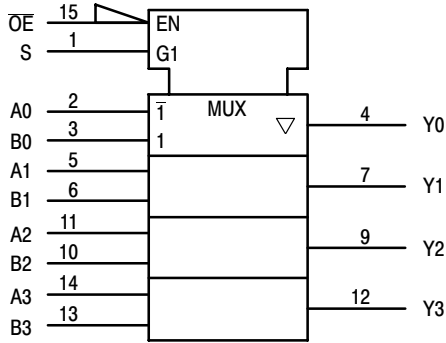 O̅E̅ 15 EN
S 1 G1
A0 2 1̅ MUX ▽ 4 Y0
B0 3 1
A1 5 7 Y1
B1 6
A2 11 9 Y2
B2 10
A3 14 12 Y3
B3 13